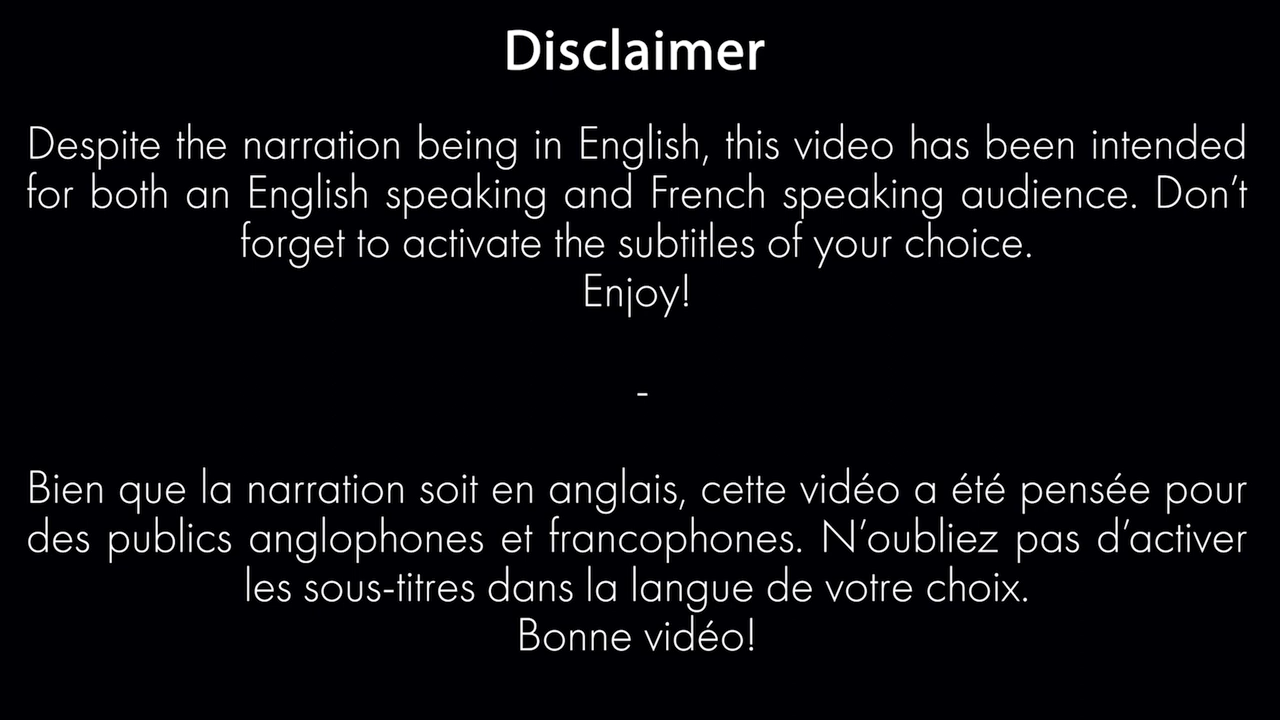 Disclaimer
Despite the narration being in English, this video has been intended
for both an English speaking and French speaking audience. Don’t
forget to activate the subtitles of your choice.
Enjoy!
-
Bien que la narration soit en anglais, cette vidéo a été pensée pour
des publics anglophones et francophones. N’oubliez pas d’activer
les sous-titres dans la langue de votre choix.
Bonne vidéo!